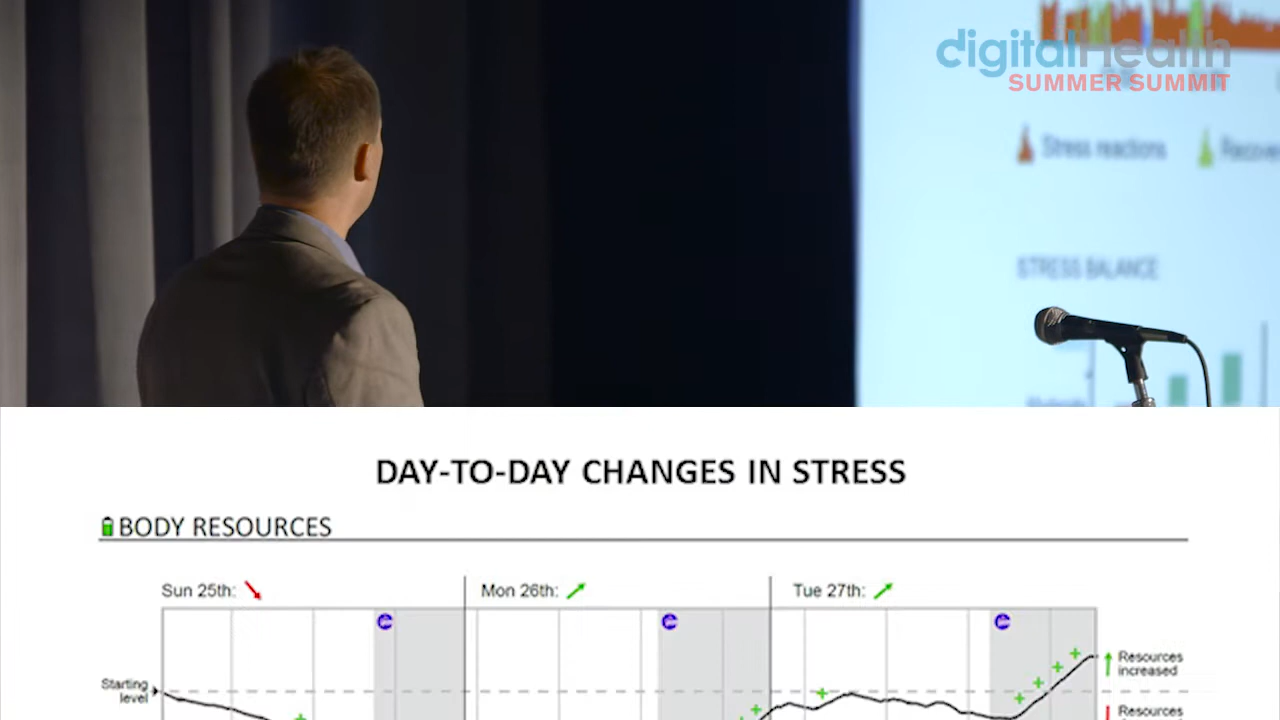 digitalHealth
SUMMER SUMMIT
Stress reactions
STRESS BALANCE
DAY-TO-DAY CHANGES IN STRESS
BODY RESOURCES
Sun 25th:
Mon 26th:
Tue 27th:
Starting
level
Resources
increased
Resources